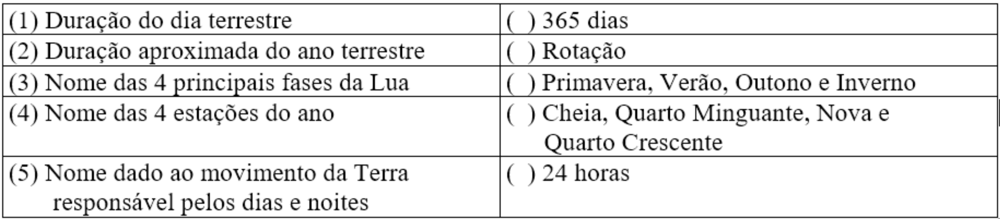 (1) Duração do dia terrestre
( ) 365 dias
(2) Duração aproximada do ano terrestre
( ) Rotação
(3) Nome das 4 principais fases da Lua
( ) Primavera, Verão, Outono e Inverno
(4) Nome das 4 estações do ano
( ) Cheia, Quarto Minguante, Nova e
Quarto Crescente
(5) Nome dado ao movimento da Terra
responsável pelos dias e noites
( ) 24 horas